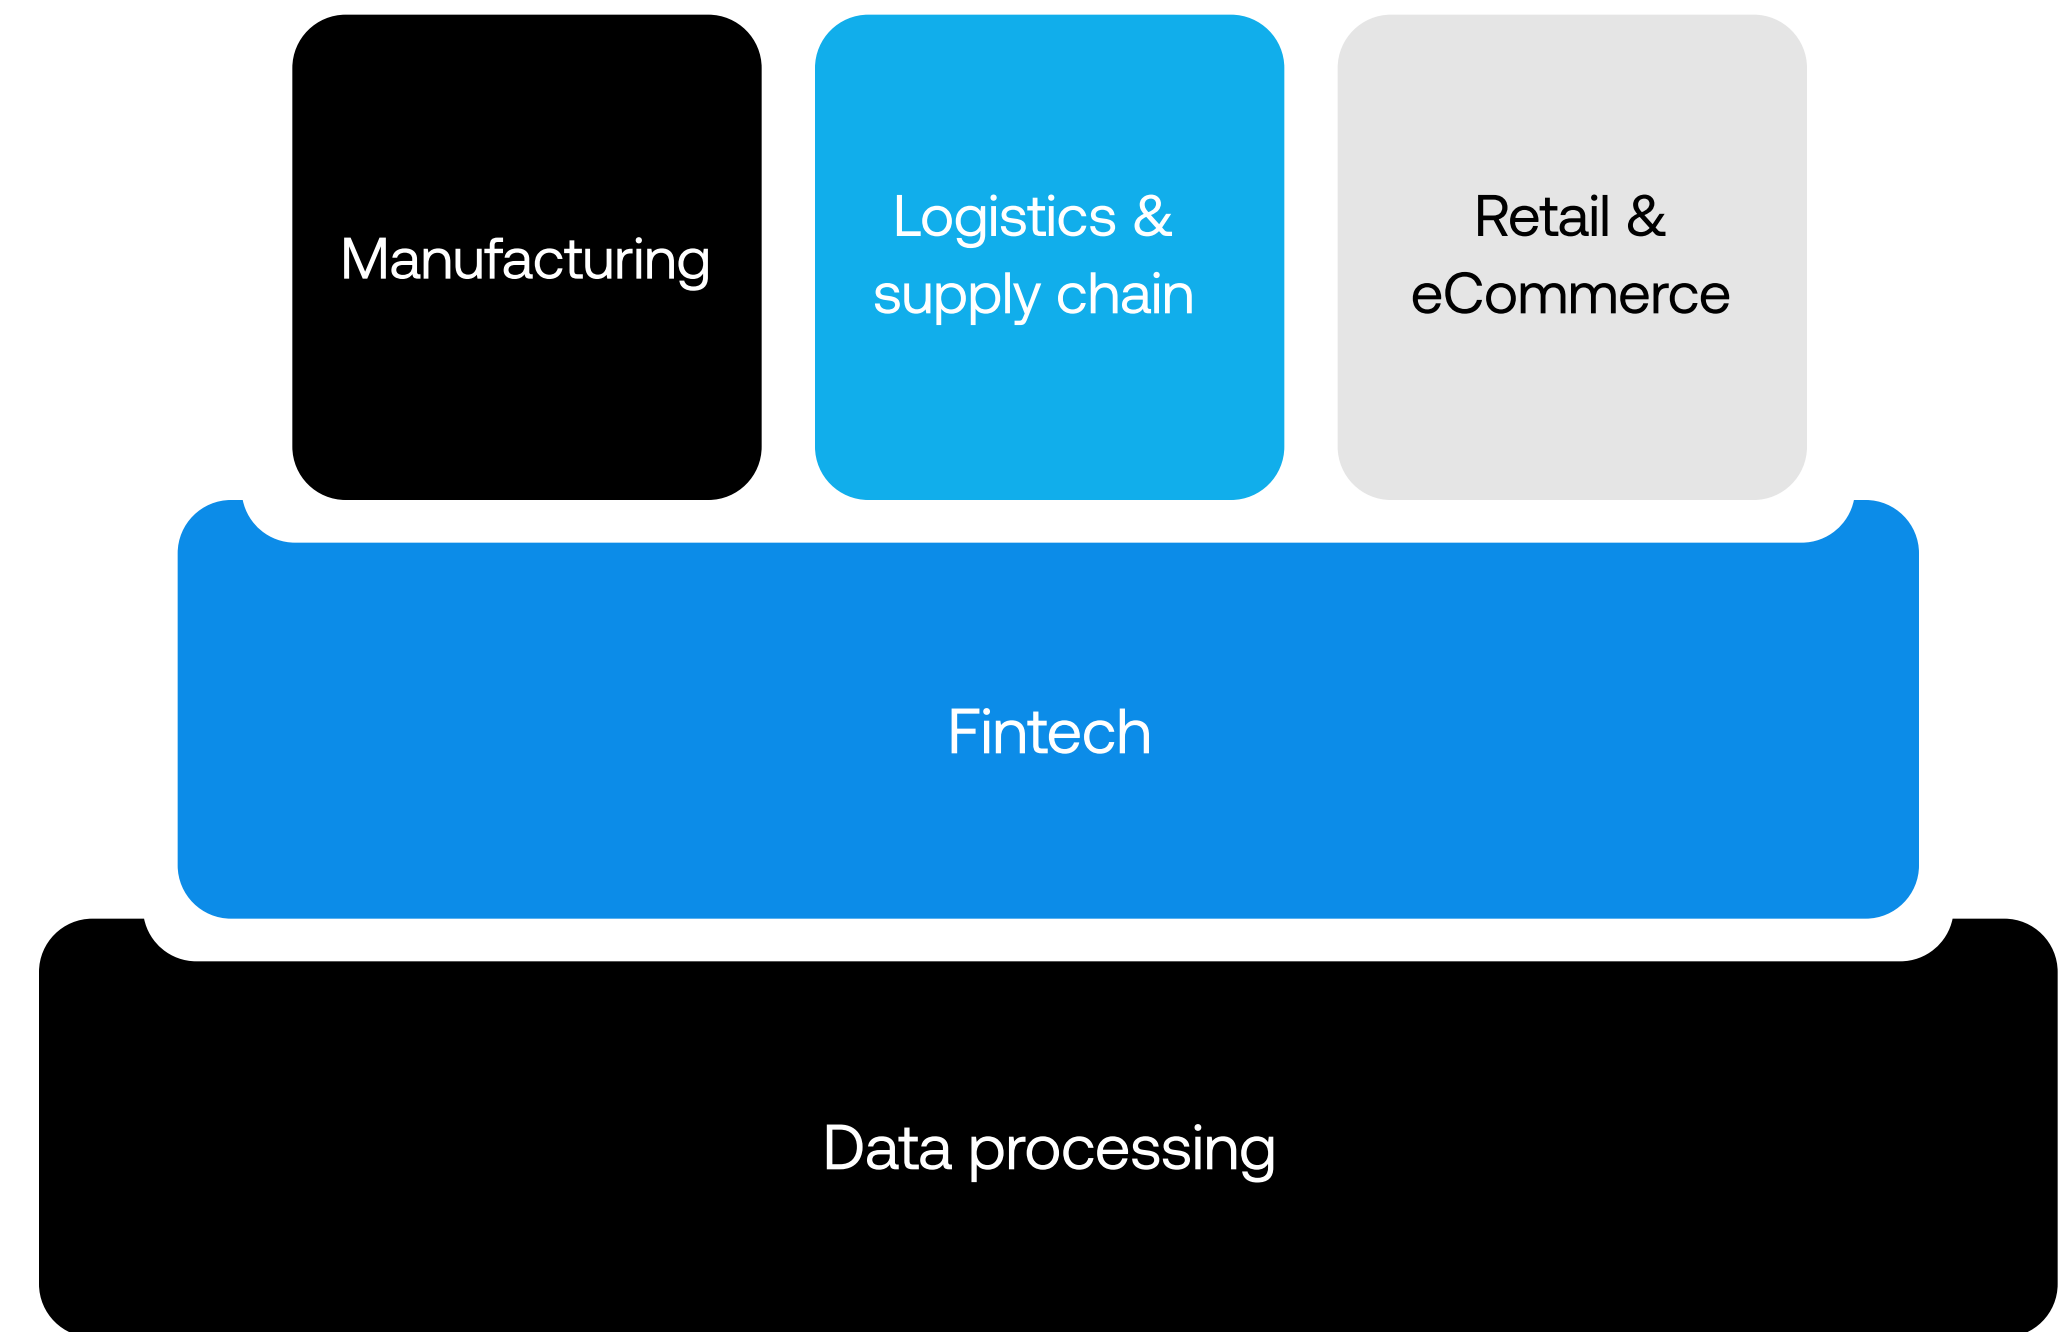 Manufacturing
Logistics &
supply chain
Retail &
eCommerce
Fintech
Data processing